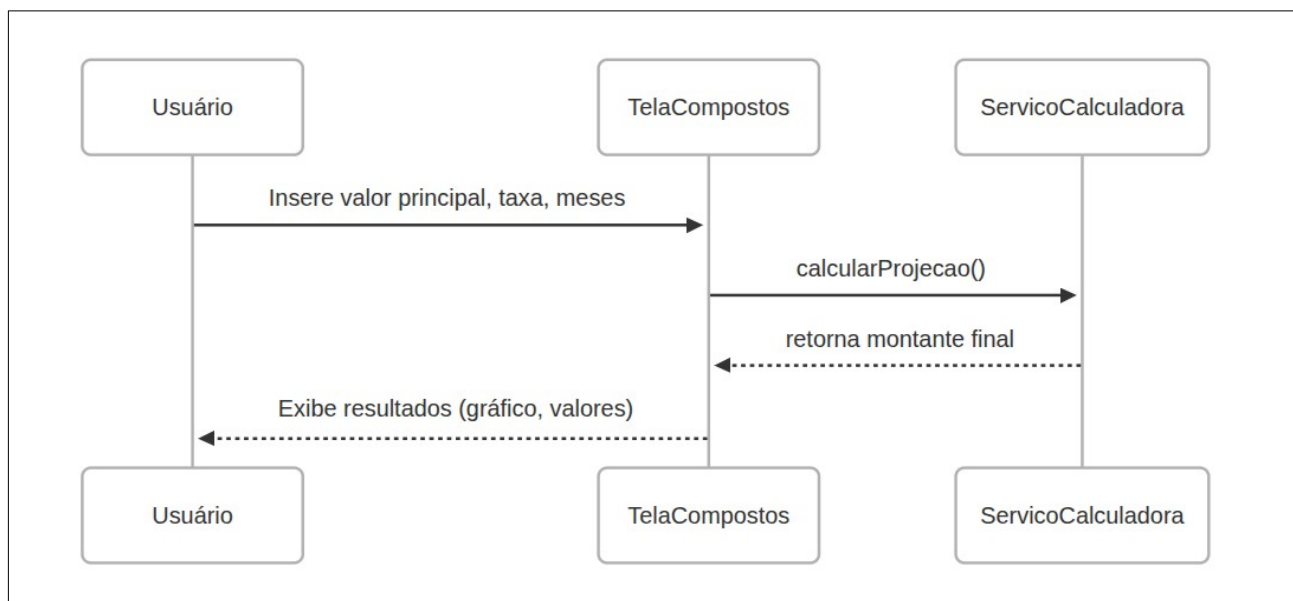 Usuário
TelaCompostos
ServicoCalculadora
Insere valor principal, taxa, meses
calcularProjecao()
retorna montante final
Exibe resultados (gráfico, valores)
Usuário
TelaCompostos
ServicoCalculadora